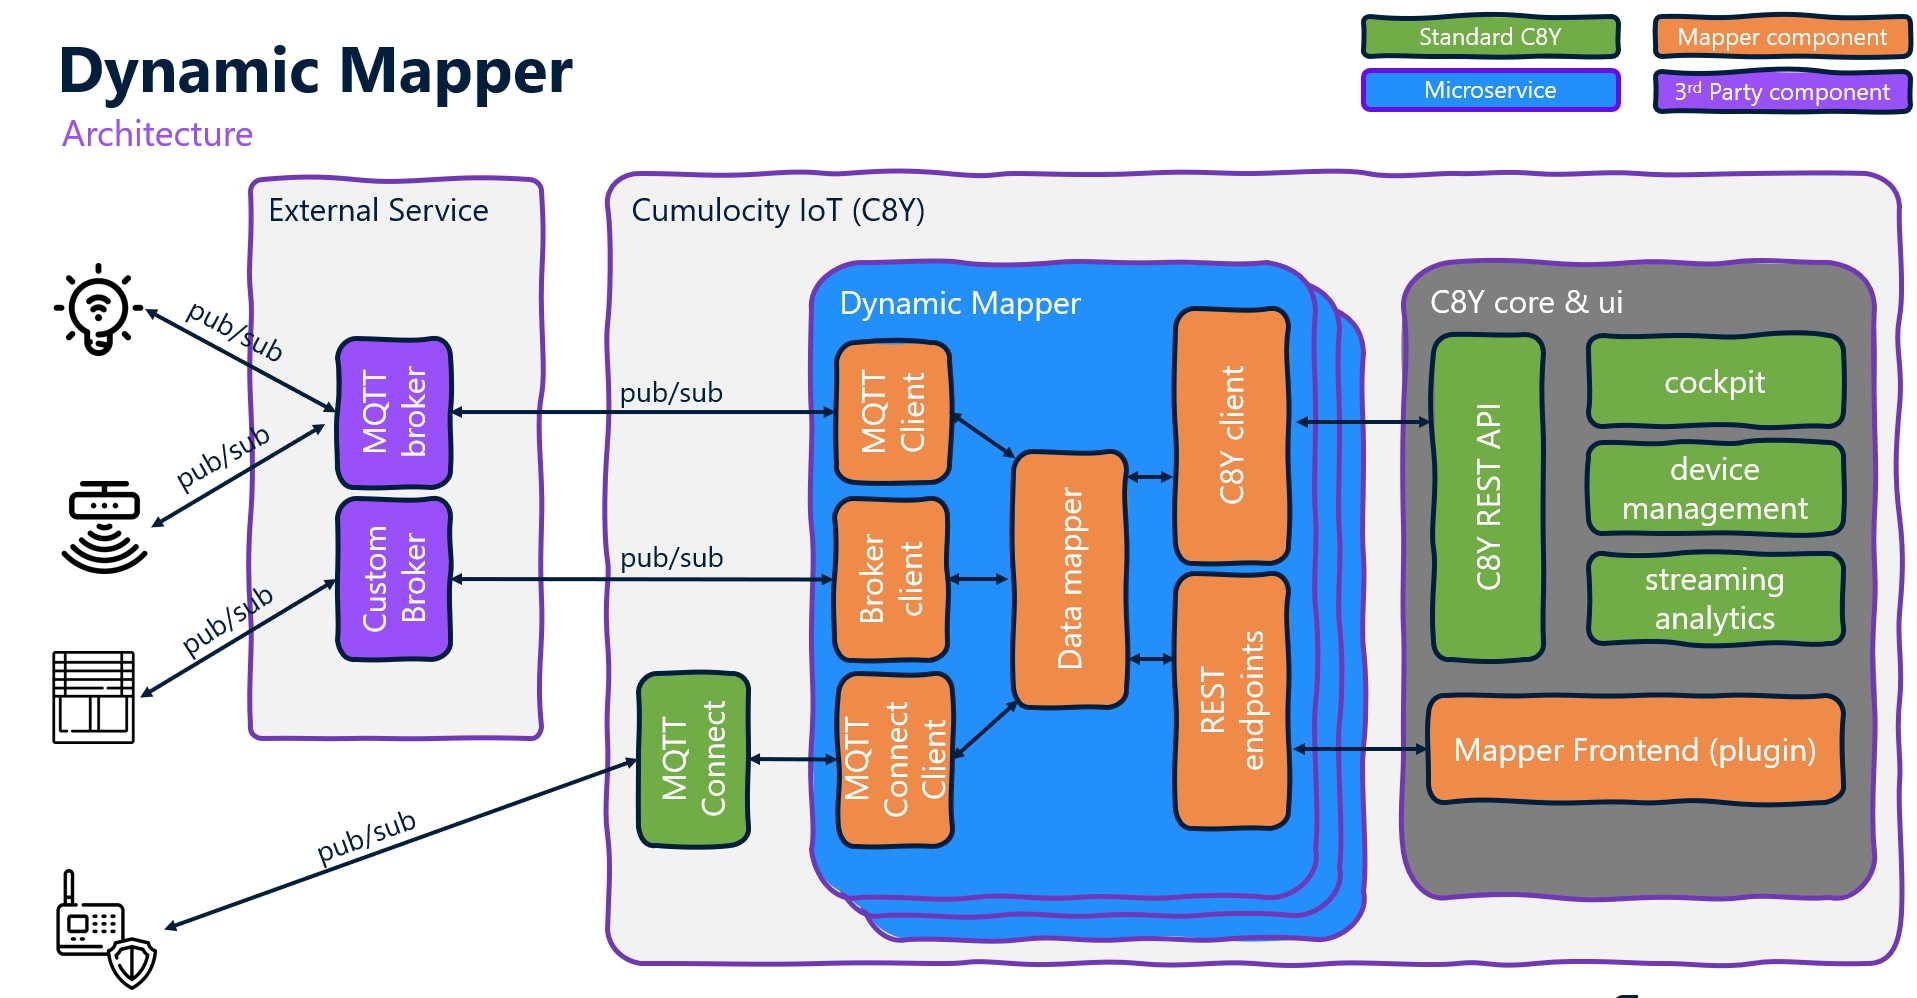 Dynamic Mapper
Architecture
Standard C8Y
Mapper component
Microservice
3rd Party component
External Service
pub/sub
pub/sub
pub/sub
pub/sub
MQTT
broker
Custom
Broker
pub/sub
pub/sub
Cumulocity IoT (C8Y)
MQTT
Connect
Dynamic Mapper
MQTT
Client
Broker
client
MQTT
Connect
Client
Data mapper
C8Y client
REST
endpoints
C8Y core & ui
C8Y REST API
cockpit
device
management
streaming
analytics
Mapper Frontend (plugin)